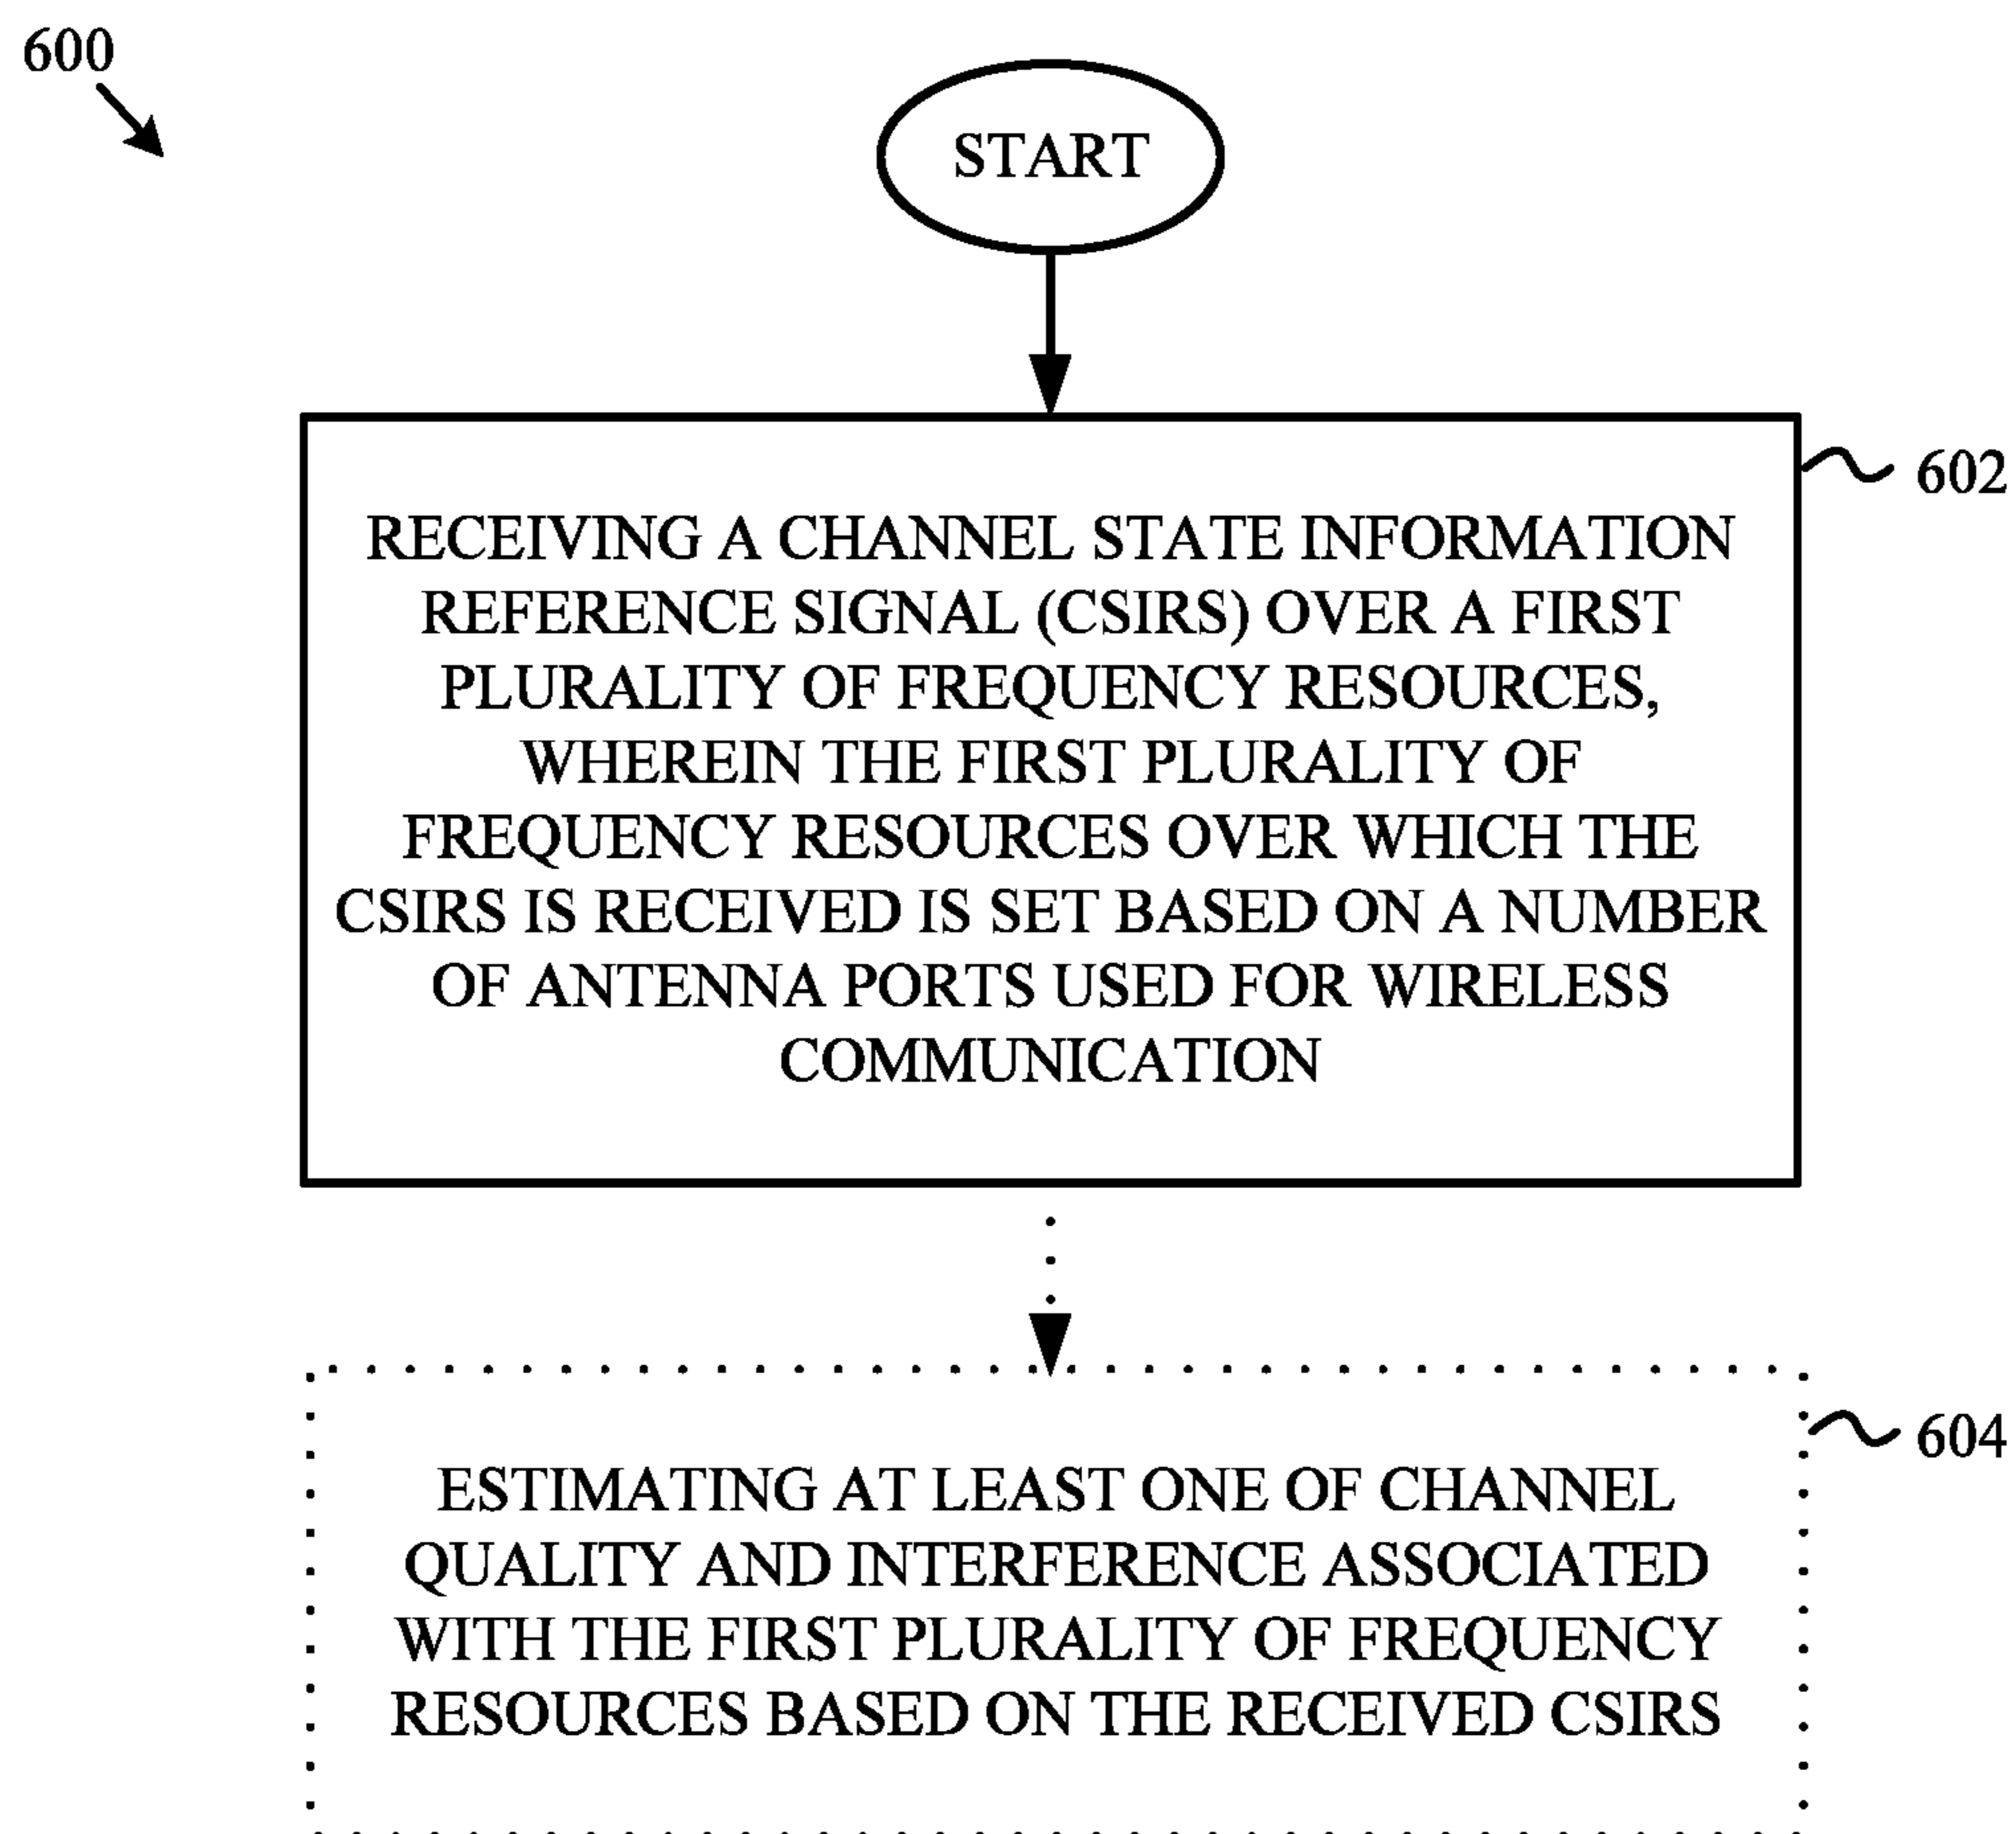 600
START
602
RECEIVING A CHANNEL STATE INFORMATION
REFERENCE SIGNAL (CSIRS) OVER A FIRST
PLURALITY OF FREQUENCY RESOURCES,
WHEREIN THE FIRST PLURALITY OF
FREQUENCY RESOURCES OVER WHICH THE
CSIRS IS RECEIVED IS SET BASED ON A NUMBER
OF ANTENNA PORTS USED FOR WIRELESS
COMMUNICATION
604
ESTIMATING AT LEAST ONE OF CHANNEL
QUALITY AND INTERFERENCE ASSOCIATED
WITH THE FIRST PLURALITY OF FREQUENCY
RESOURCES BASED ON THE RECEIVED CSIRS